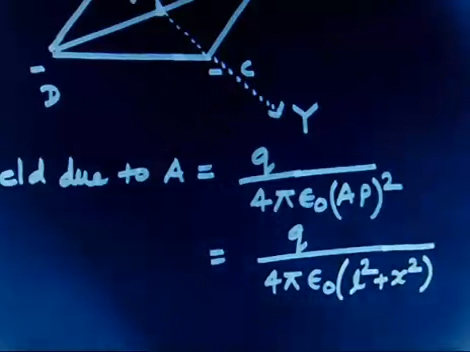 - D
- C
Y
eld due to A = q / 4πε₀(AP)²
= q / 4πε₀(l²+x²)